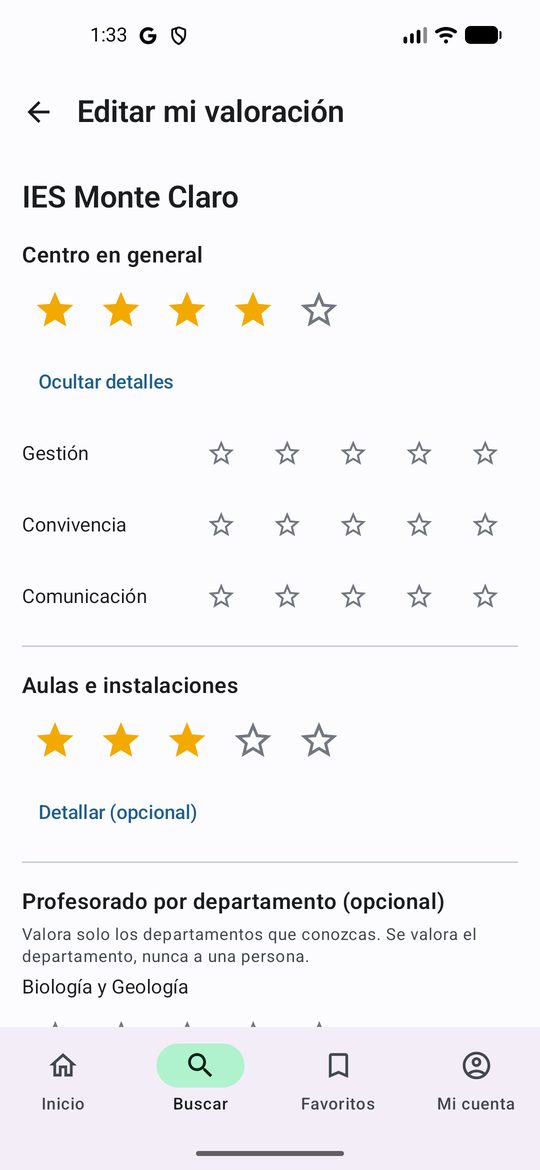 1:33
Editar mi valoración
IES Monte Claro
Centro en general
Ocultar detalles
Gestión
Convivencia
Comunicación
Aulas e instalaciones
Detallar (opcional)
Profesorado por departamento (opcional)
Valora solo los departamentos que conozcas. Se valora el
departamento, nunca a una persona.
Biología y Geología
Inicio
Buscar
Favoritos
Mi cuenta